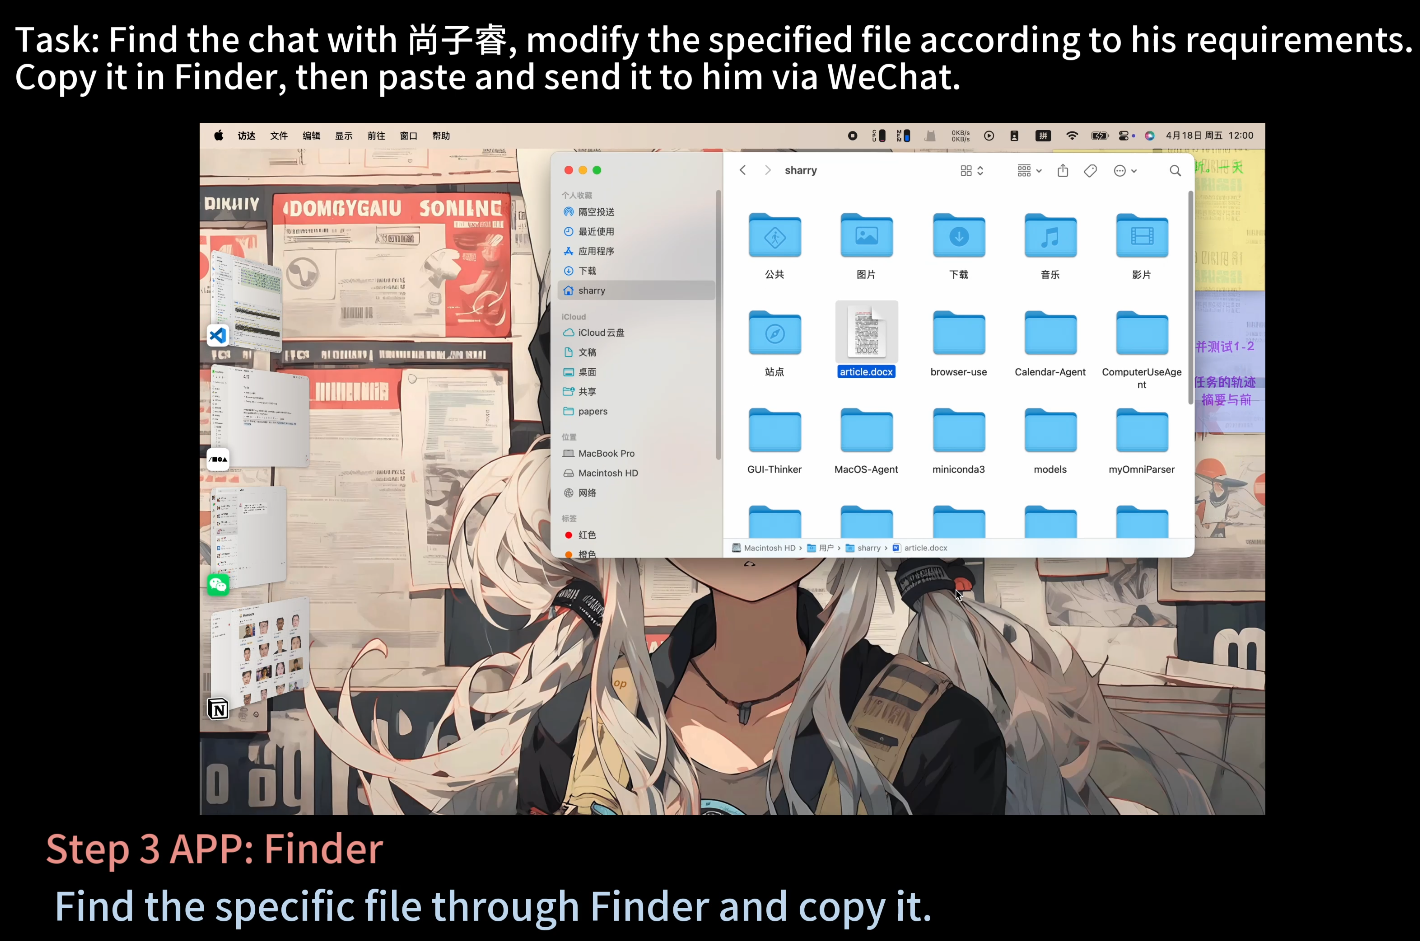 Task: Find the chat with 尚子睿, modify the specified file according to his requirements.
Copy it in Finder, then paste and send it to him via WeChat.
访达 文件 编辑 显示 前往 窗口 帮助
0KB/s
0KB/s
拼
4月18日 周五 12:00
DOMGYGAIU SONILNG
个人收藏
隔空投送
最近使用
应用程序
下载
sharry
iCloud
iCloud 云盘
文稿
桌面
共享
papers
位置
MacBook Pro
Macintosh HD
网络
标签
红色
橙色
sharry
公共 图片 下载 音乐 影片
站点 article.docx browser-use Calendar-Agent ComputerUseAgent
DOCX
GUI-Thinker MacOS-Agent miniconda3 models myOmniParser
Macintosh HD › 用户 › sharry › article.docx
一天
并测试1-2
任务的轨迹
摘要与前
op
Step 3 APP: Finder
Find the specific file through Finder and copy it.